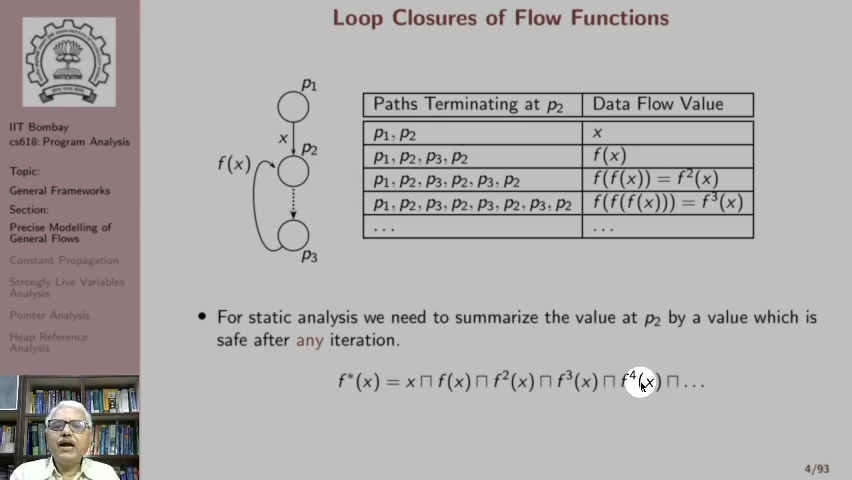 Loop Closures of Flow Functions
IIT Bombay
cs618: Program Analysis
Topic:
General Frameworks
Section:
Precise Modelling of
General Flows
Constant Propagation
Strongly Live Variables
Analysis
Pointer Analysis
Heap Reference
Analysis
p₁
x
p₂
f(x)
p₃
Paths Terminating at p₂ Data Flow Value
p₁, p₂ x
p₁, p₂, p₃, p₂ f(x)
p₁, p₂, p₃, p₂, p₃, p₂ f(f(x)) = f²(x)
p₁, p₂, p₃, p₂, p₃, p₂, p₃, p₂ f(f(f(x))) = f³(x)
... ...
• For static analysis we need to summarize the value at p₂ by a value which is
safe after any iteration.
f*(x) = x ⊓ f(x) ⊓ f²(x) ⊓ f³(x) ⊓ f⁴(x) ⊓ ...
4/93